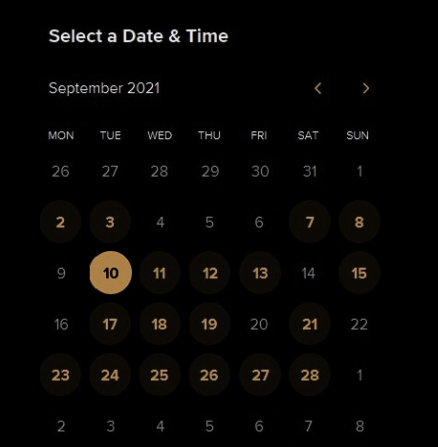 Select a Date & Time
September 2021
MON TUE WED THU FRI SAT SUN
26 27 28 29 30 31 1
2 3 4 5 6 7 8
9 10 11 12 13 14 15
16 17 18 19 20 21 22
23 24 25 26 27 28 1
2 3 4 5 6 7 8